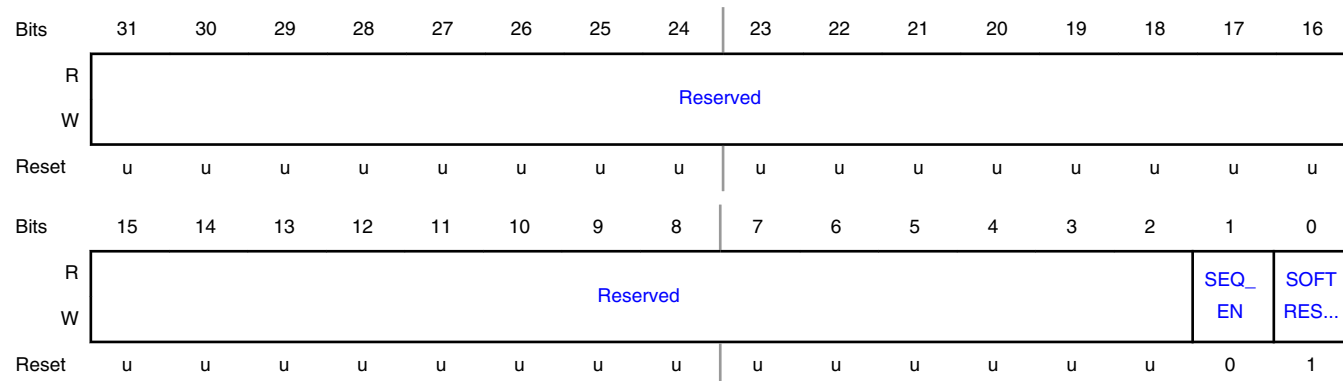 Bits 31 30 29 28 27 26 25 24 23 22 21 20 19 18 17 16
R
Reserved
W
Reset u u u u u u u u u u u u u u u u
Bits 15 14 13 12 11 10 9 8 7 6 5 4 3 2 1 0
R
Reserved
SEQ_
EN
SOFT
RES...
W
Reset u u u u u u u u u u u u u u 0 1